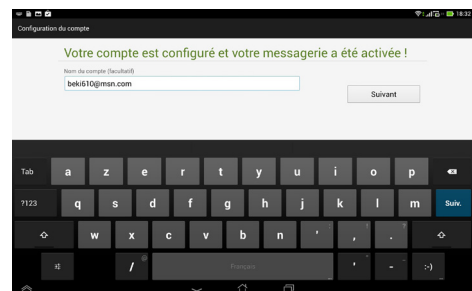 18:32
Configuration du compte
Votre compte est configuré et votre messagerie a été activée !
Nom du compte (facultatif)
beki610@msn.com
Suivant
Tab a z e r t y u i o p
?123 q s d f g h j k l m Suiv.
w x c v b n ' , ? . !
/ @ Français ' - _ :-)